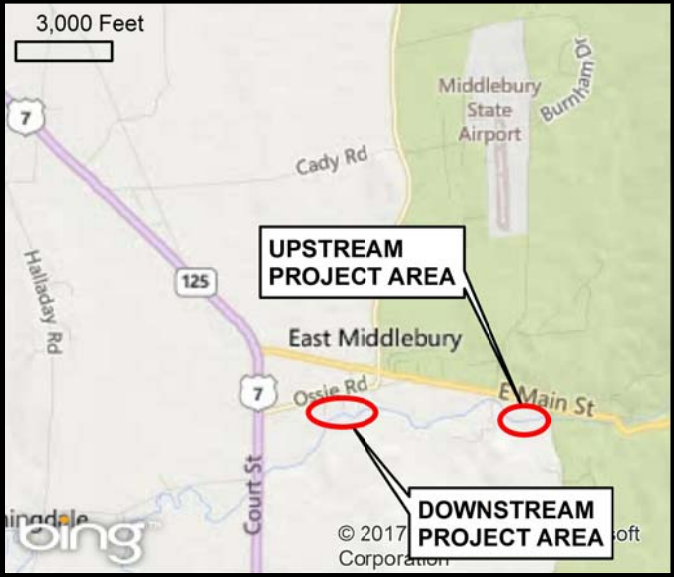 3,000 Feet
7
Middlebury
State
Airport
Burnham Dr
Cady Rd
UPSTREAM
PROJECT AREA
125
Halladay Rd
East Middlebury
7
Ossie Rd
E Main St
Court St
DOWNSTREAM
PROJECT AREA
bing
© 2017
Corporation